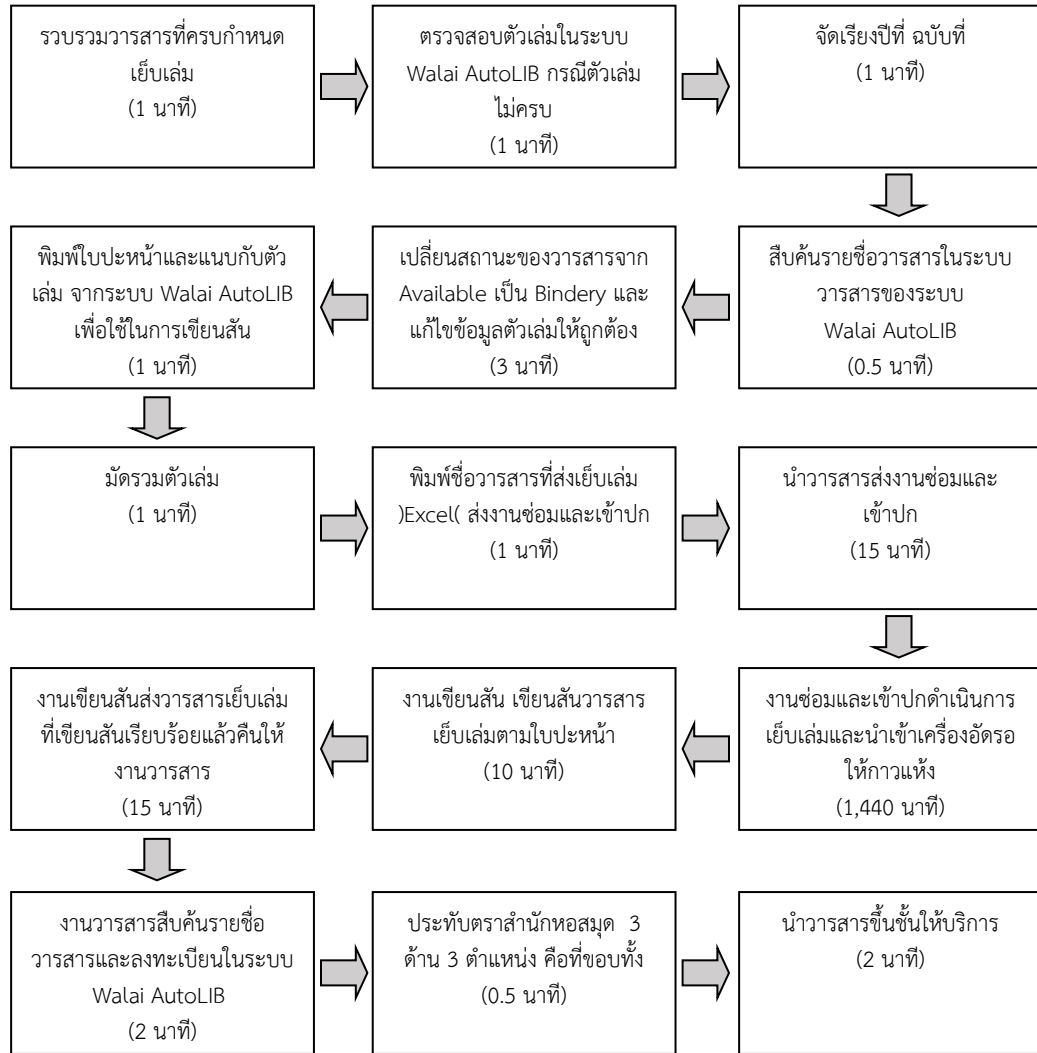 รวบรวมวารสารที่ครบกำหนด
เย็บเล่ม
(1 นาที)
ตรวจสอบตัวเล่มในระบบ
Walai AutoLIB กรณีตัวเล่ม
ไม่ครบ
(1 นาที)
จัดเรียงปีที่ ฉบับที่
(1 นาที)
สืบค้นรายชื่อวารสารในระบบ
วารสารของระบบ
Walai AutoLIB
(0.5 นาที)
เปลี่ยนสถานะของวารสารจาก
Available เป็น Bindery และ
แก้ไขข้อมูลตัวเล่มให้ถูกต้อง
(3 นาที)
พิมพ์ใบปะหน้าและแนบกับตัว
เล่ม จากระบบ Walai AutoLIB
เพื่อใช้ในการเขียนสัน
(1 นาที)
มัดรวมตัวเล่ม
(1 นาที)
พิมพ์ชื่อวารสารที่ส่งเย็บเล่ม
)Excel( ส่งงานซ่อมและเข้าปก
(1 นาที)
นำวารสารส่งงานซ่อมและ
เข้าปก
(15 นาที)
งานซ่อมและเข้าปกดำเนินการ
เย็บเล่มและนำเข้าเครื่องอัดรอ
ให้กาวแห้ง
(1,440 นาที)
งานเขียนสัน เขียนสันวารสาร
เย็บเล่มตามใบปะหน้า
(10 นาที)
งานเขียนสันส่งวารสารเย็บเล่ม
ที่เขียนสันเรียบร้อยแล้วคืนให้
งานวารสาร
(15 นาที)
งานวารสารสืบค้นรายชื่อ
วารสารและลงทะเบียนในระบบ
Walai AutoLIB
(2 นาที)
ประทับตราสำนักหอสมุด 3
ด้าน 3 ตำแหน่ง คือที่ขอบทั้ง
(0.5 นาที)
นำวารสารขึ้นชั้นให้บริการ
(2 นาที)